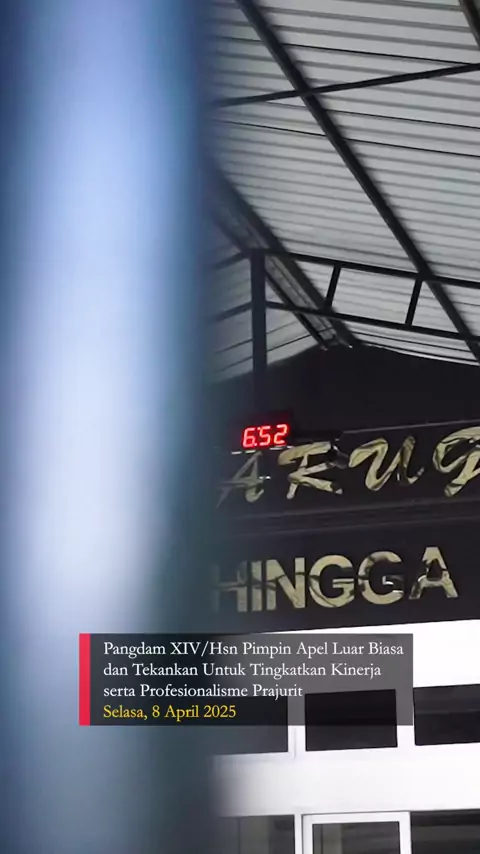 6:52
ARUP
HINGGA
Pangdam XIV/Hsn Pimpin Apel Luar Biasa
dan Tekankan Untuk Tingkatkan Kinerja
serta Profesionalisme Prajurit
Selasa, 8 April 2025